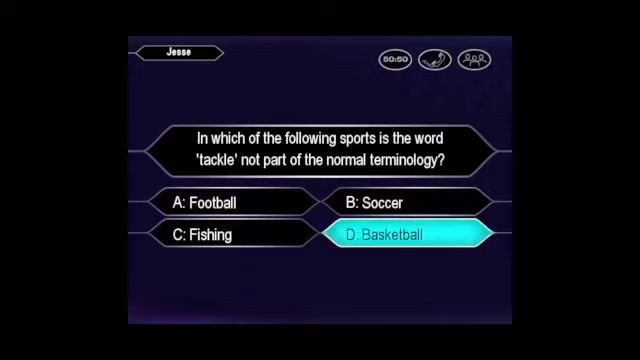 Jesse
50:50
In which of the following sports is the word
'tackle' not part of the normal terminology?
A: Football
B: Soccer
C: Fishing
D: Basketball